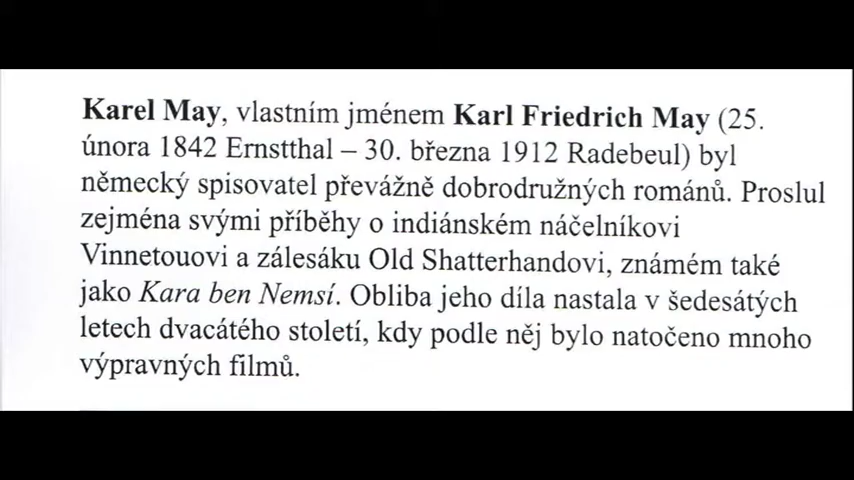 Karel May, vlastním jménem Karl Friedrich May (25.
února 1842 Ernstthal – 30. března 1912 Radebeul) byl
německý spisovatel převážně dobrodružných románů. Proslul
zejména svými příběhy o indiánském náčelníkovi
Vinnetouovi a zálesáku Old Shatterhandovi, známém také
jako Kara ben Nemsí. Obliba jeho díla nastala v šedesátých
letech dvacátého století, kdy podle něj bylo natočeno mnoho
výpravných filmů.